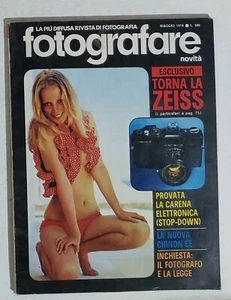 LA PIÙ DIFFUSA RIVISTA DI FOTOGRAFIA
fotografare
novità
ESCLUSIVO
TORNA LA
ZEISS
PROVATA
LA CARENA
ELETTRONICA
(STOP-DOWN)
LA NUOVA
CHINON EE
INCHIESTA:
IL FOTOGRAFO
E LA LEGGE